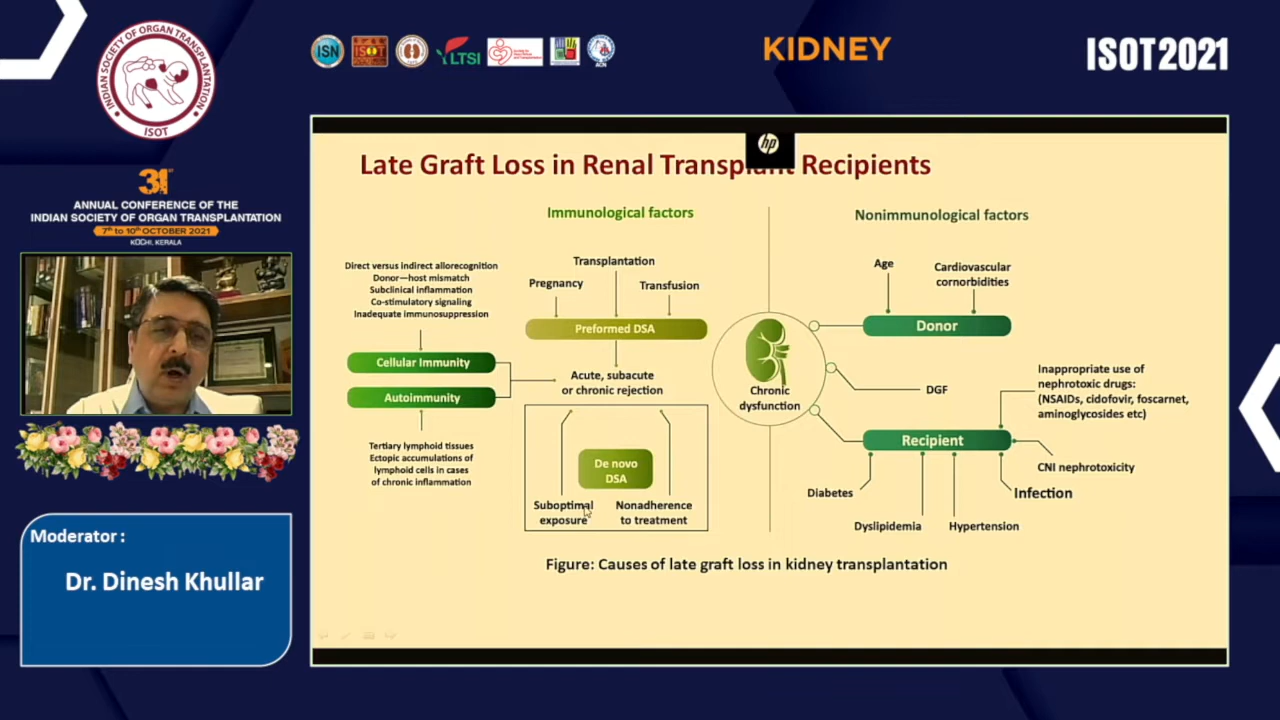 INDIAN SOCIETY OF ORGAN TRANSPLANTATION
ISOT
ISN
ISOT
LTSI
ACN
KIDNEY
ISOT2021
31st
ANNUAL CONFERENCE OF THE
INDIAN SOCIETY OF ORGAN TRANSPLANTATION
7th to 10th OCTOBER 2021
KOCHI, KERALA
Moderator :
Dr. Dinesh Khullar
hp
Late Graft Loss in Renal Transplant Recipients
Immunological factors
Nonimmunological factors
Direct versus indirect allorecognition
Donor—host mismatch
Subclinical inflammation
Co-stimulatory signaling
Inadequate immunosuppression
Cellular Immunity
Autoimmunity
Tertiary lymphoid tissues
Ectopic accumulations of
lymphoid cells in cases
of chronic inflammation
Transplantation
Pregnancy
Transfusion
Preformed DSA
Acute, subacute
or chronic rejection
De novo
DSA
Suboptimal
exposure
Nonadherence
to treatment
Chronic
dysfunction
Age
Cardiovascular
cornorbidities
Donor
DGF
Inappropriate use of
nephrotoxic drugs:
(NSAIDs, cidofovir, foscarnet,
aminoglycosides etc)
Recipient
CNI nephrotoxicity
Diabetes
Infection
Dyslipidemia
Hypertension
Figure: Causes of late graft loss in kidney transplantation